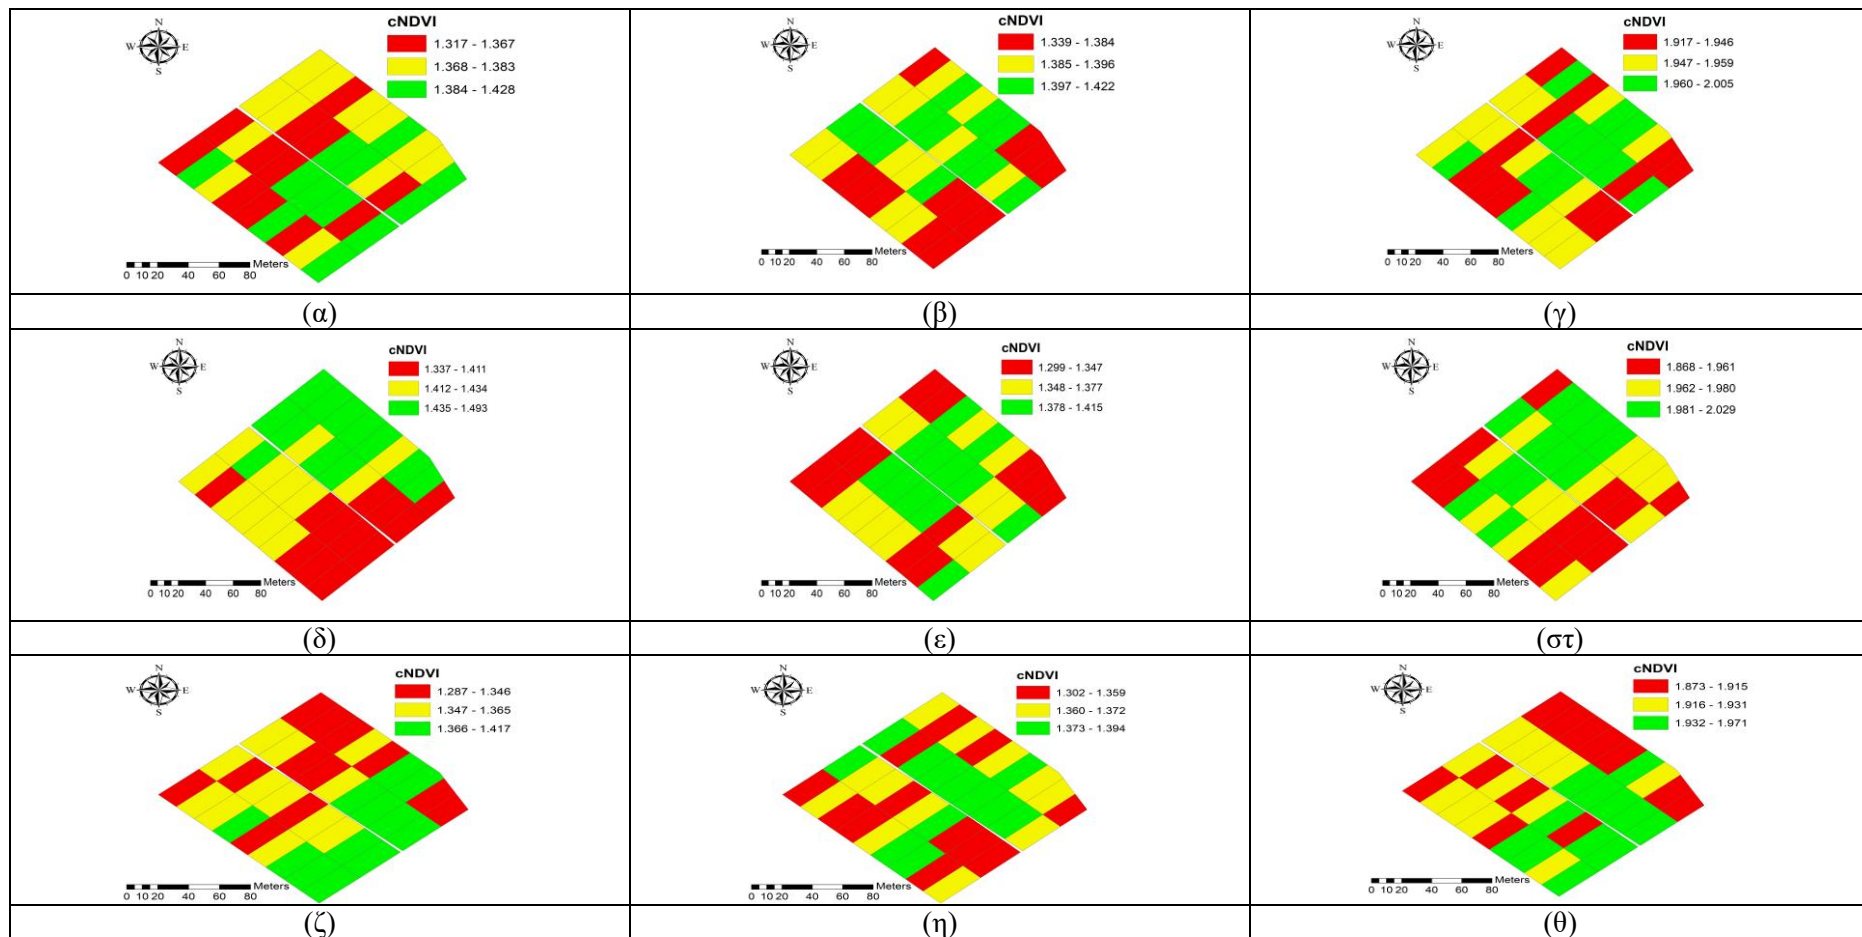 cNDVI
1.317 - 1.367
1.368 - 1.383
1.384 - 1.428
N
W E
S
Meters
0 10 20 40 60 80
(α)
cNDVI
1.339 - 1.384
1.385 - 1.396
1.397 - 1.422
N
W E
S
Meters
0 10 20 40 60 80
(β)
cNDVI
1.917 - 1.946
1.947 - 1.959
1.960 - 2.005
N
W E
S
Meters
0 10 20 40 60 80
(γ)
cNDVI
1.337 - 1.411
1.412 - 1.434
1.435 - 1.493
N
W E
S
Meters
0 10 20 40 60 80
(δ)
cNDVI
1.299 - 1.347
1.348 - 1.377
1.378 - 1.415
N
W E
S
Meters
0 10 20 40 60 80
(ε)
cNDVI
1.868 - 1.961
1.962 - 1.980
1.981 - 2.029
N
W E
S
Meters
0 10 20 40 60 80
(στ)
cNDVI
1.287 - 1.346
1.347 - 1.365
1.366 - 1.417
N
W E
S
Meters
0 10 20 40 60 80
(ζ)
cNDVI
1.302 - 1.359
1.360 - 1.372
1.373 - 1.394
N
W E
S
Meters
0 10 20 40 60 80
(η)
cNDVI
1.873 - 1.915
1.916 - 1.931
1.932 - 1.971
N
W E
S
Meters
0 10 20 40 60 80
(θ)